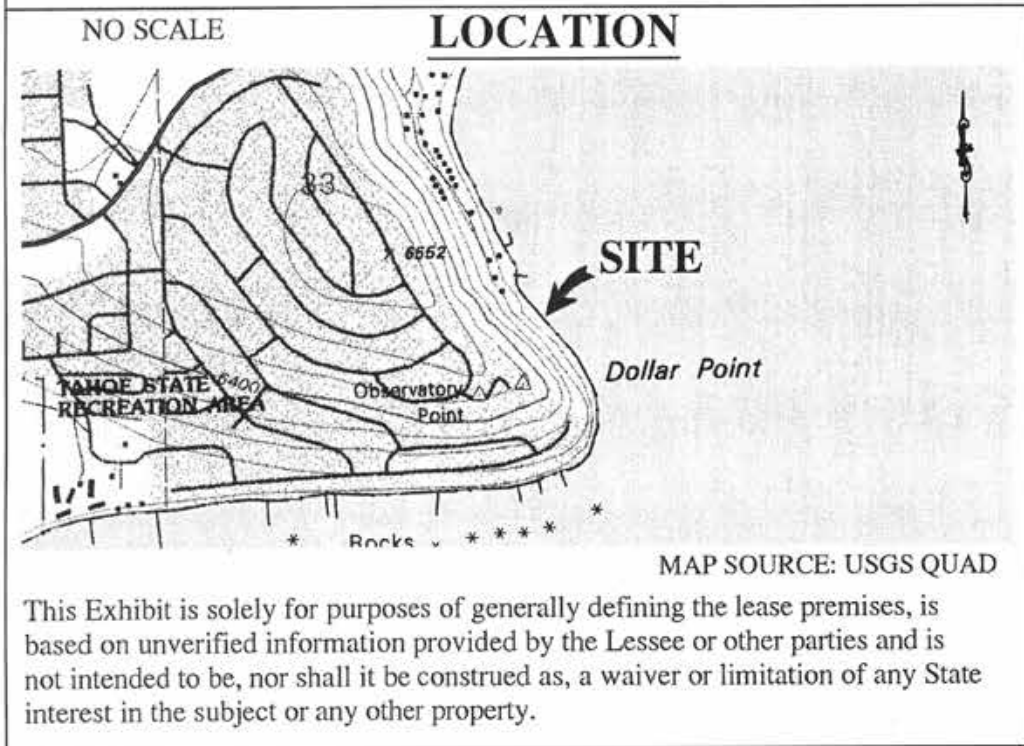 NO SCALE
LOCATION
33
6552
SITE
Dollar Point
TAHOE STATE
RECREATION AREA
6400
Observatory
Point
Rocks
MAP SOURCE: USGS QUAD
This Exhibit is solely for purposes of generally defining the lease premises, is
based on unverified information provided by the Lessee or other parties and is
not intended to be, nor shall it be construed as, a waiver or limitation of any State
interest in the subject or any other property.